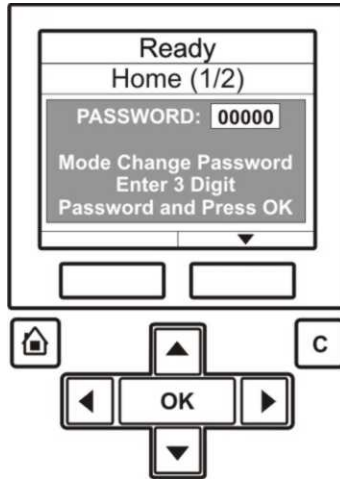 Ready
Home (1/2)
PASSWORD: 00000
Mode Change Password
Enter 3 Digit
Password and Press OK
C
OK